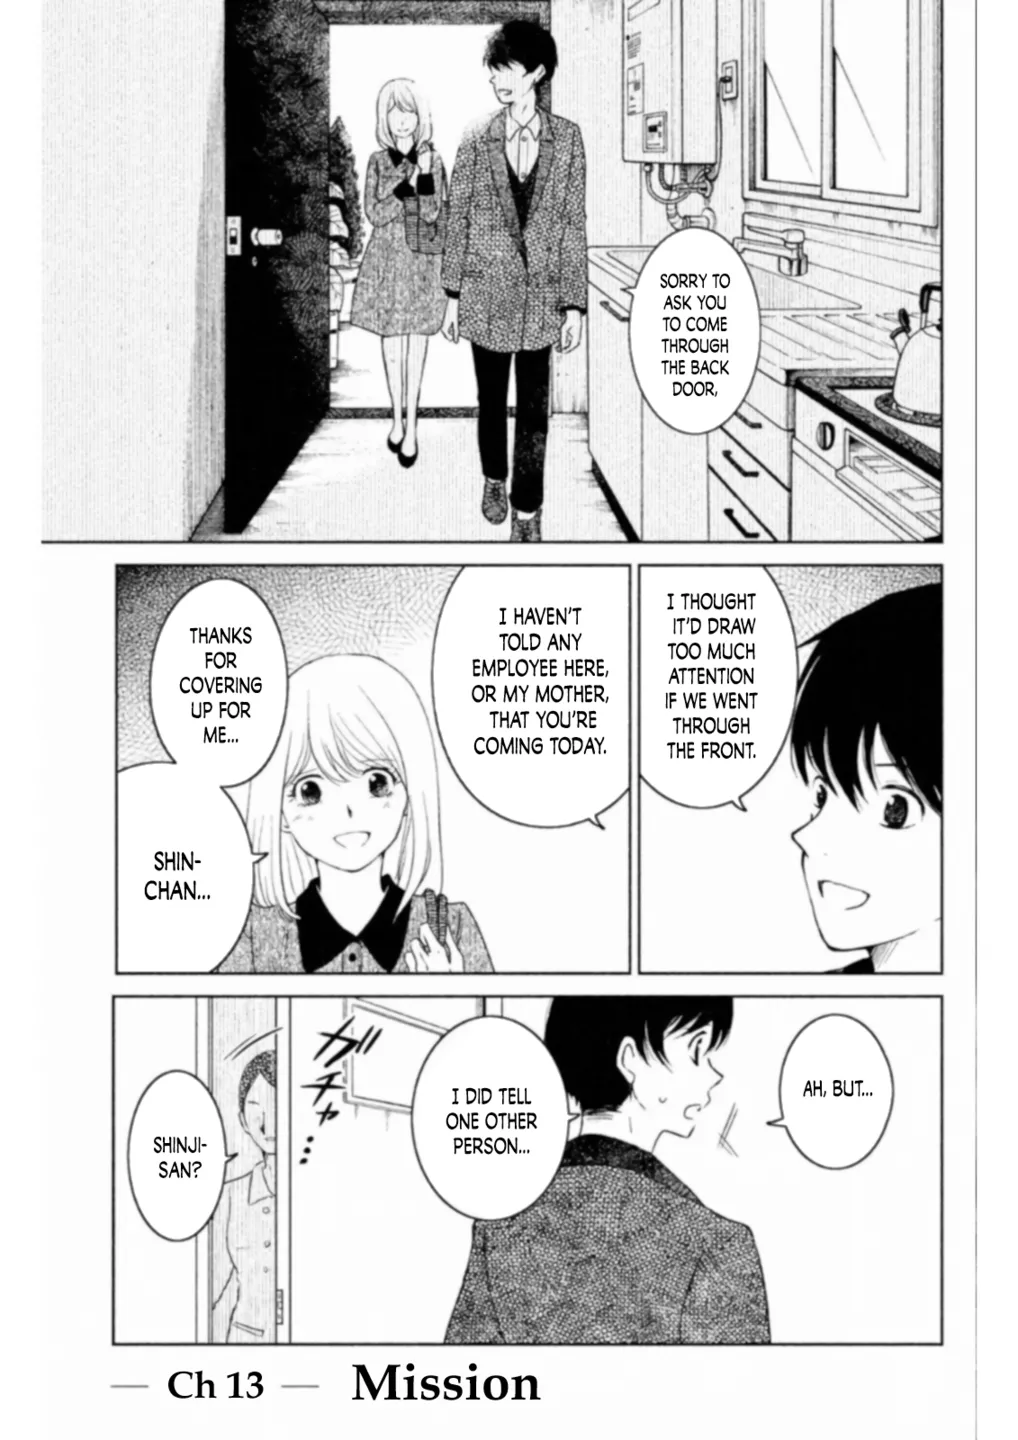 SORRY TO
ASK YOU
TO COME
THROUGH
THE BACK
DOOR,
I THOUGHT
IT'D DRAW
TOO MUCH
ATTENTION
IF WE WENT
THROUGH
THE FRONT.
I HAVEN'T
TOLD ANY
EMPLOYEE HERE,
OR MY MOTHER,
THAT YOU'RE
COMING TODAY.
THANKS
FOR
COVERING
UP FOR
ME...
SHIN-
CHAN...
AH, BUT...
I DID TELL
ONE OTHER
PERSON...
ガ
メ
SHINJI-
SAN?
Ch 13 — Mission